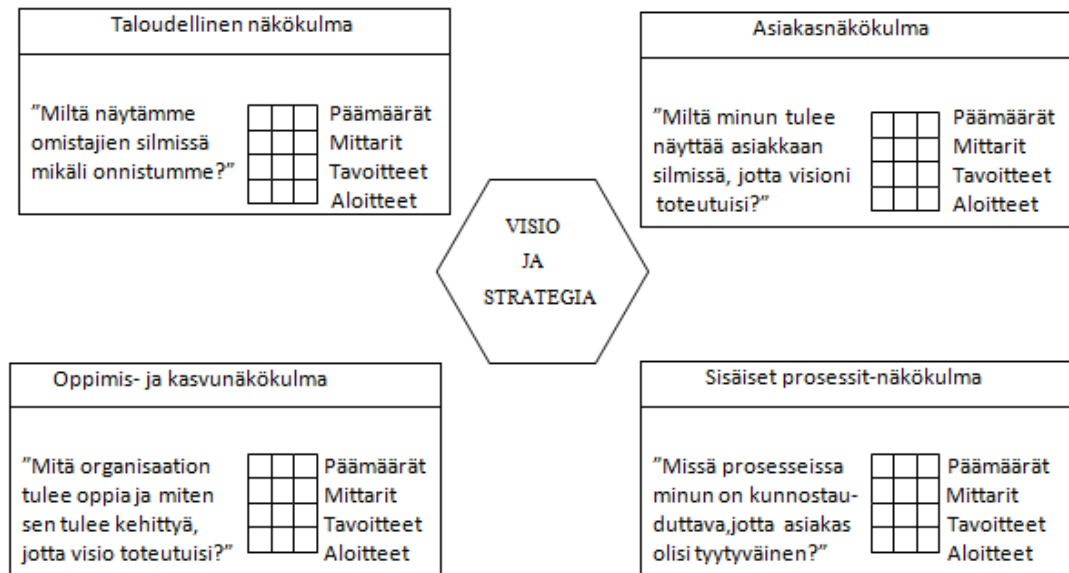 Taloudellinen näkökulma
”Miltä näytämme
omistajien silmissä
mikäli onnistumme?”
Päämäärät
Mittarit
Tavoitteet
Aloitteet
Asiakasnäkökulma
”Miltä minun tulee
näyttää asiakkaan
silmissä, jotta visioni
toteutuisi?”
Päämäärät
Mittarit
Tavoitteet
Aloitteet
VISIO
JA
STRATEGIA
Oppimis- ja kasvunäkökulma
”Mitä organisaation
tulee oppia ja miten
sen tulee kehittyä,
jotta visio toteutuisi?”
Päämäärät
Mittarit
Tavoitteet
Aloitteet
Sisäiset prosessit-näkökulma
”Missä prosesseissa
minun on kunnostau-
duttava,jotta asiakas
olisi tyytyväinen?”
Päämäärät
Mittarit
Tavoitteet
Aloitteet